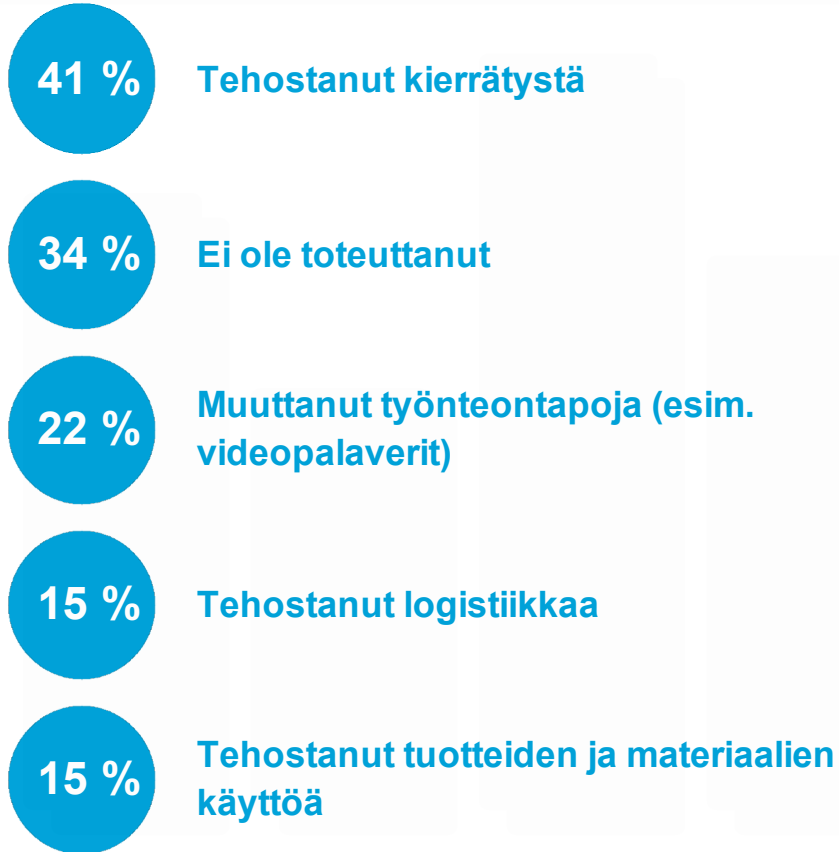 41 % Tehostanut kierrätystä
34 % Ei ole toteuttanut
22 % Muuttanut työnteontapoja (esim.
videopalaverit)
15 % Tehostanut logistiikkaa
15 % Tehostanut tuotteiden ja materiaalien
käyttöä